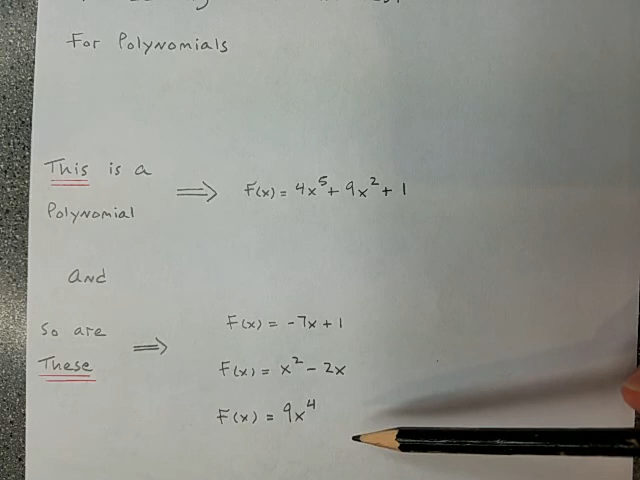 For Polynomials
This is a
Polynomial
⟹ F(x) = 4x⁵ + 9x² + 1
and
So are
These
⟹ F(x) = -7x + 1
F(x) = x² - 2x
F(x) = 9x⁴